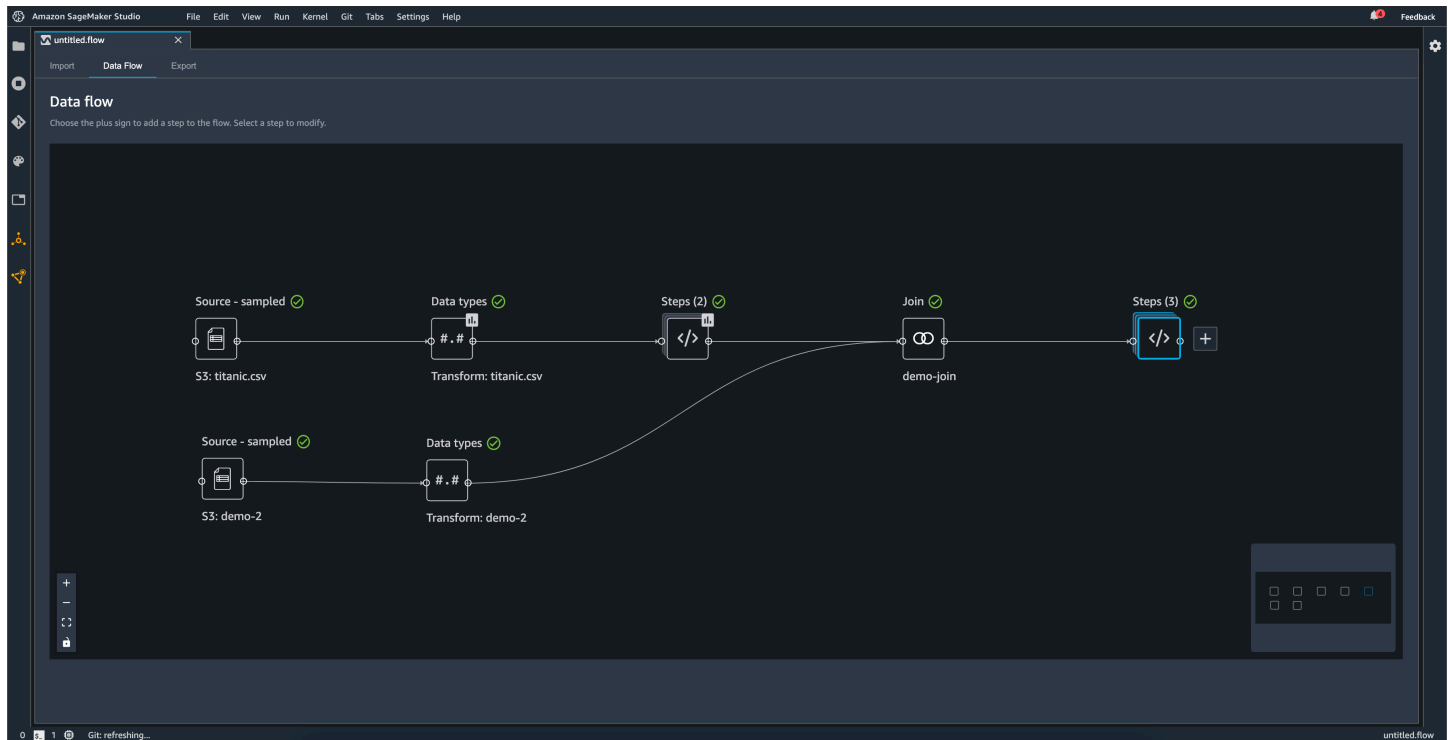 Amazon SageMaker Studio File Edit View Run Kernel Git Tabs Settings Help 4 Feedback
untitled.flow
Import Data Flow Export
Data flow
Choose the plus sign to add a step to the flow. Select a step to modify.
Source - sampled Data types Steps (2) Join Steps (3)
#.# </> </> +
S3: titanic.csv Transform: titanic.csv demo-join
Source - sampled Data types
#.#
S3: demo-2 Transform: demo-2
0 $_ 1 Git: refreshing... untitled.flow